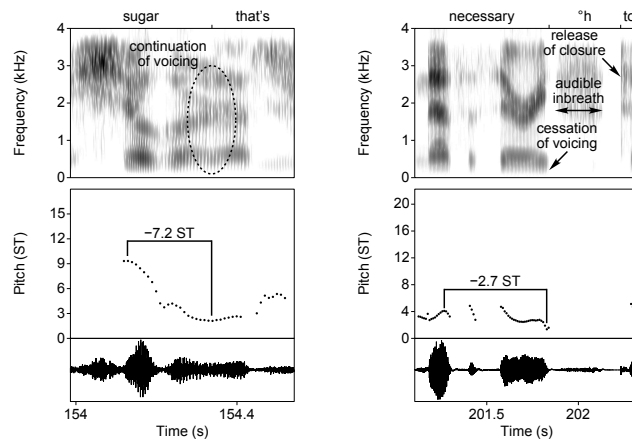 sugar that's
continuation
of voicing
Frequency (kHz)
4
3
2
1
0
Pitch (ST)
15
12
9
6
3
0
−7.2 ST
154 154.4
Time (s)
necessary °h to
release
of closure
audible
inbreath
cessation
of voicing
Frequency (kHz)
4
3
2
1
0
Pitch (ST)
20
16
12
8
4
0
−2.7 ST
201.5 202
Time (s)